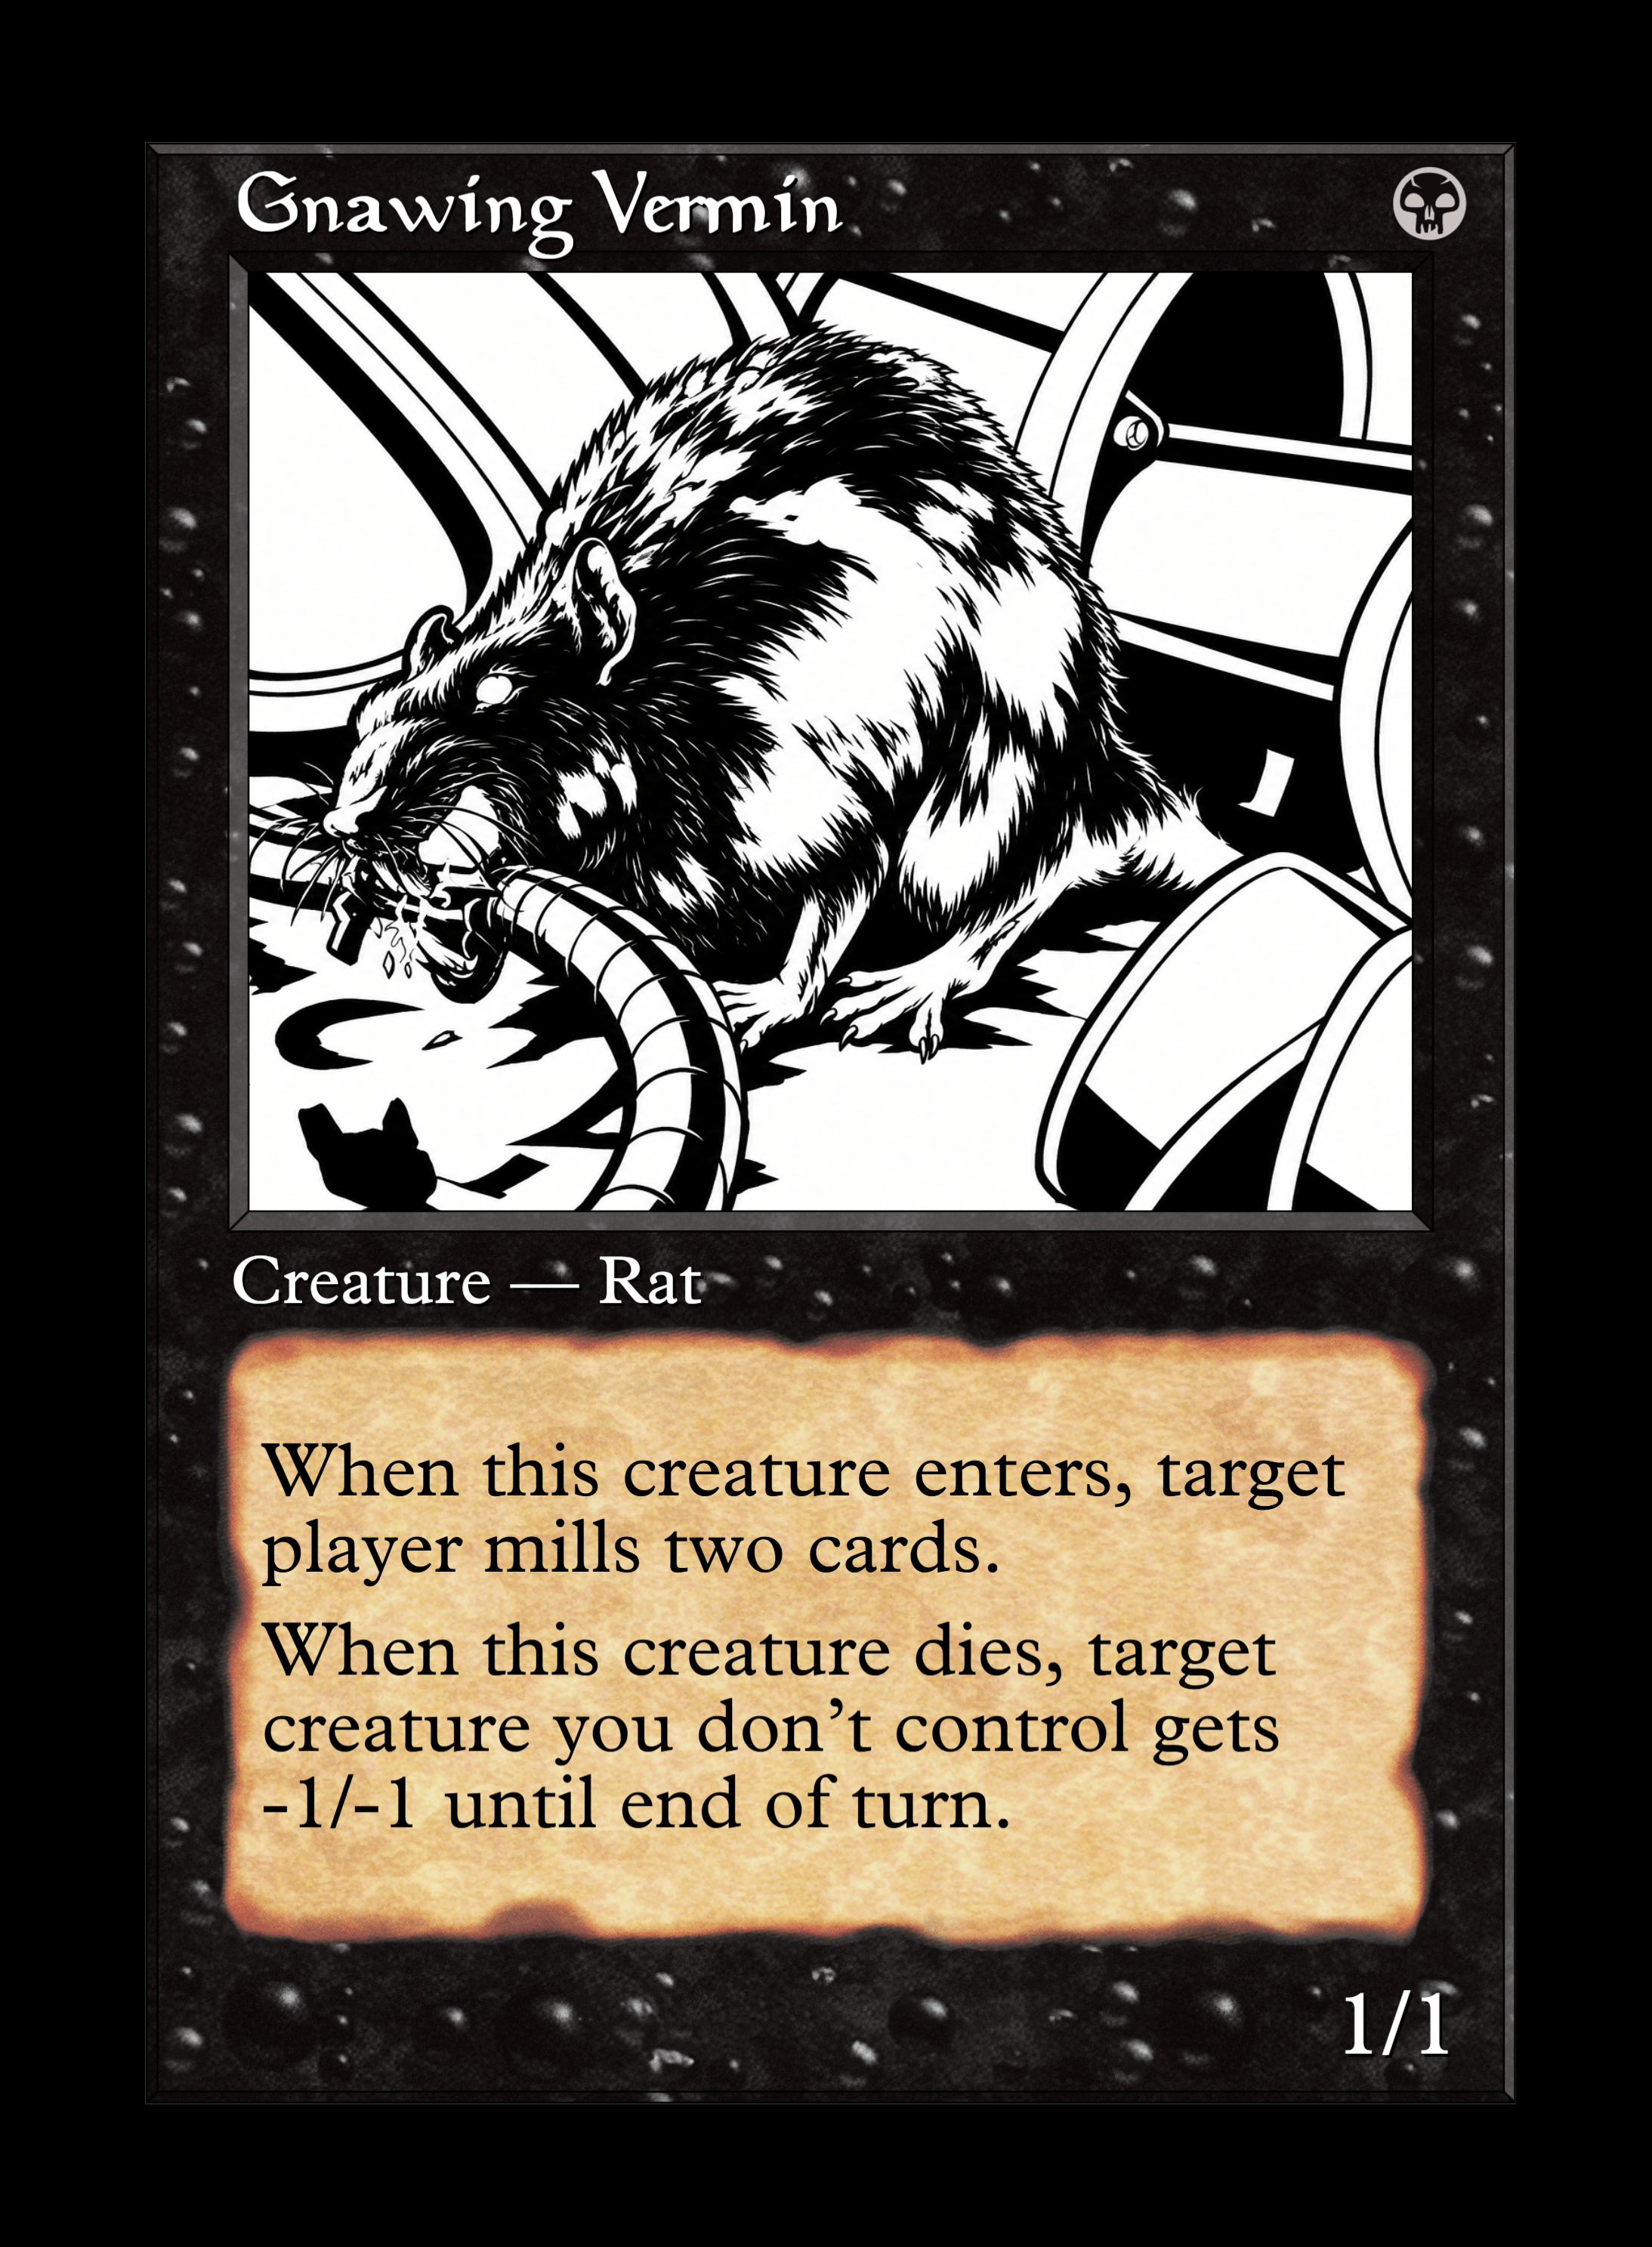 Gnawing Vermin
Creature — Rat
When this creature enters, target
player mills two cards.
When this creature dies, target
creature you don't control gets
-1/-1 until end of turn.
1/1